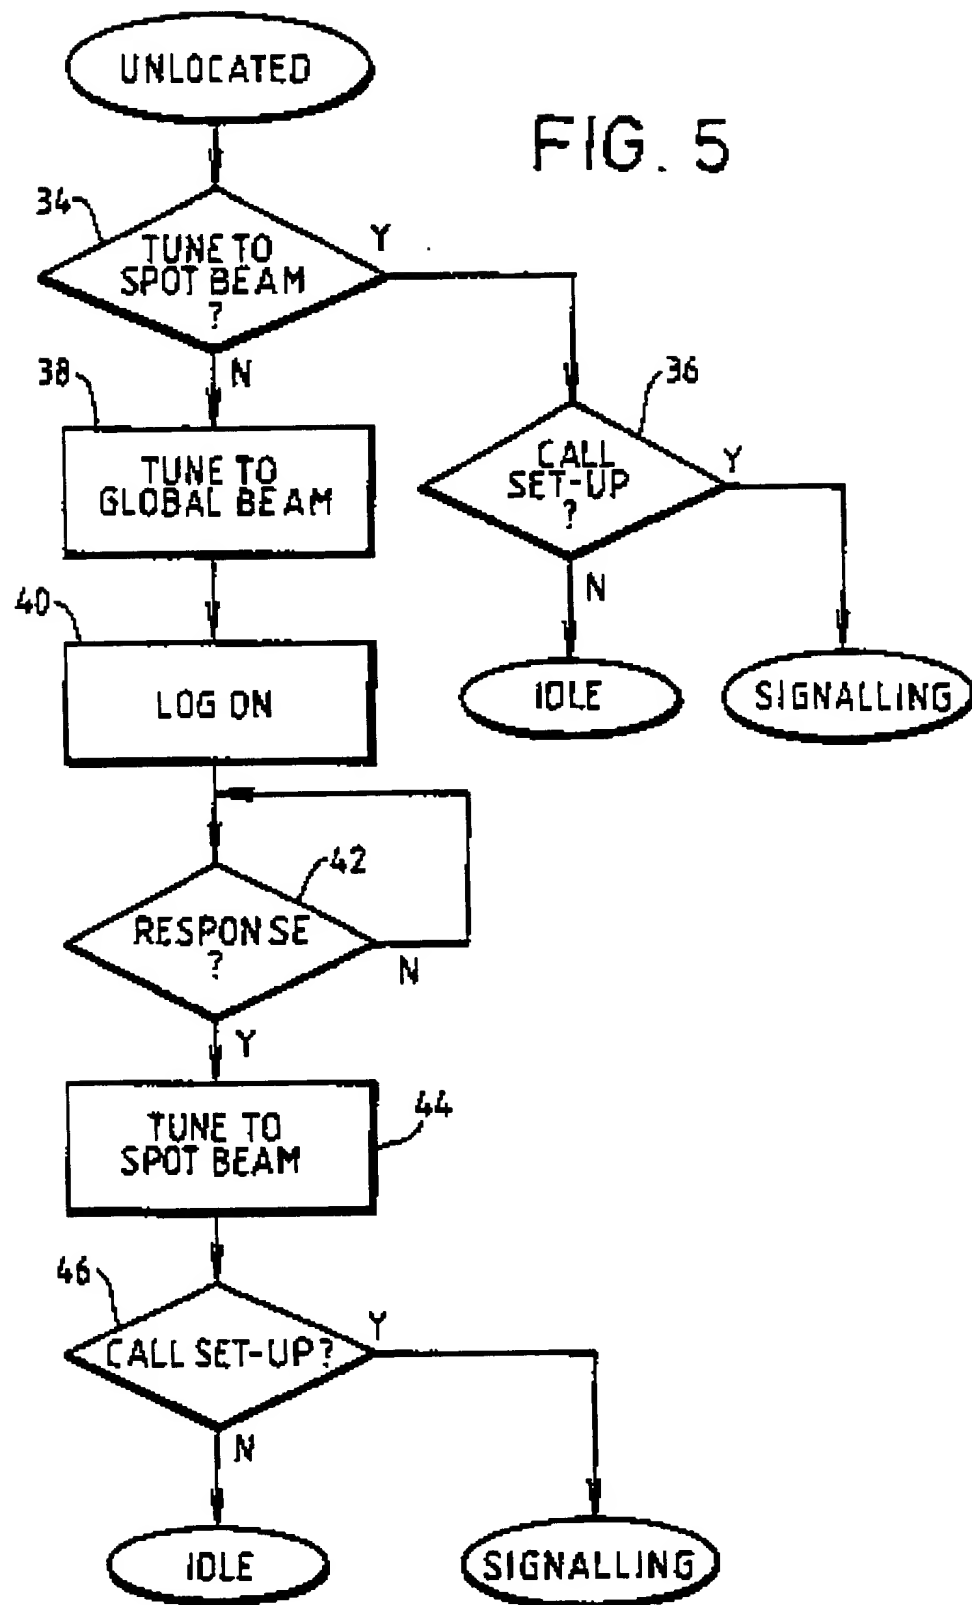 UNLOCATED
FIG. 5
34
TUNE TO
SPOT BEAM
?
Y
N
38
TUNE TO
GLOBAL BEAM
36
CALL
SET-UP
?
Y
N
40
LOG ON
IDLE
SIGNALLING
42
RESPONSE
?
N
Y
44
TUNE TO
SPOT BEAM
46
CALL SET-UP?
Y
N
IDLE
SIGNALLING